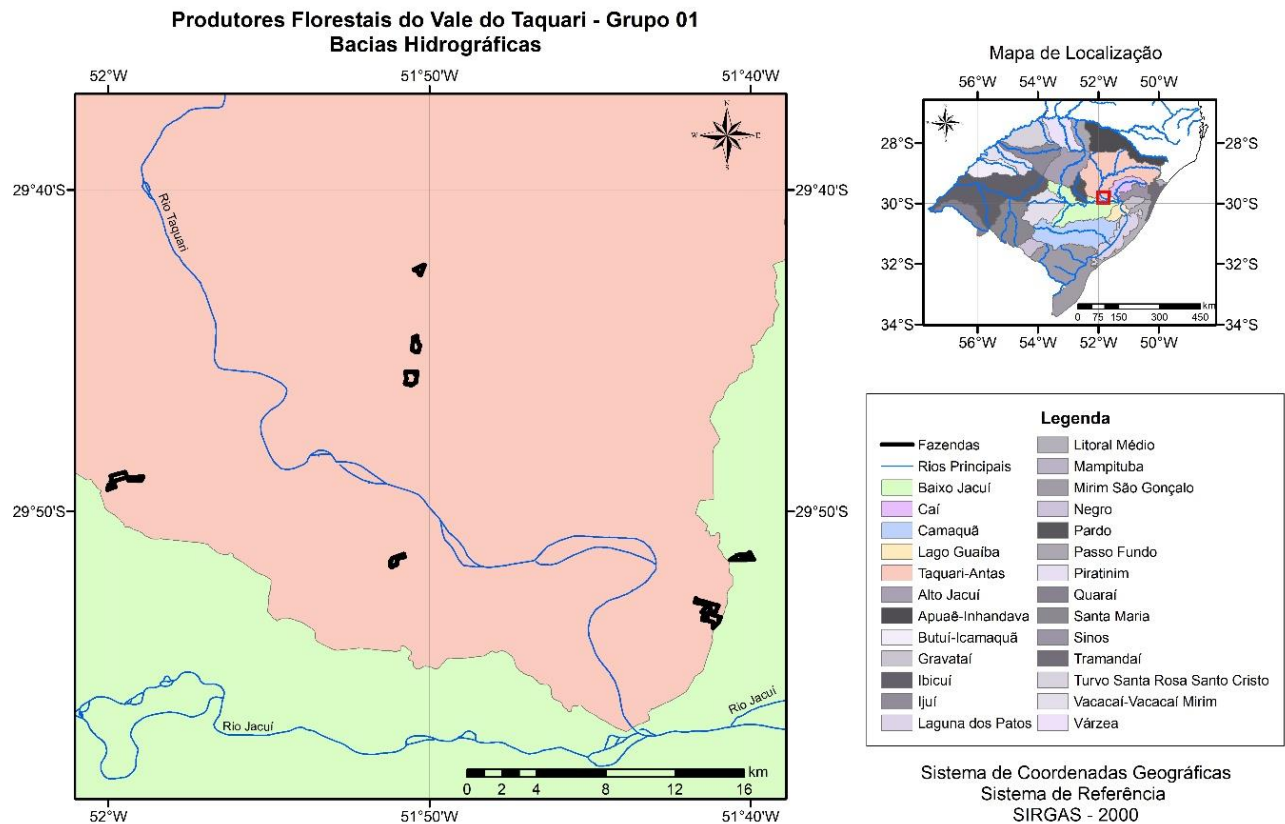 Produtores Florestais do Vale do Taquari - Grupo 01
Bacias Hidrográficas
52°W
51°50'W
51°40'W
29°40'S
29°40'S
29°50'S
29°50'S
52°W
51°50'W
51°40'W
N
W
E
S
Rio Taquari
Rio Jacuí
Rio Jacuí
km
0 2 4 8 12 16
Mapa de Localização
56°W 54°W 52°W 50°W
28°S
28°S
30°S
30°S
32°S
32°S
34°S
34°S
56°W 54°W 52°W 50°W
km
0 75 150 300 450
Legenda
Fazendas
Rios Principais
Baixo Jacuí
Caí
Camaquã
Lago Guaíba
Taquari-Antas
Alto Jacuí
Apuaê-Inhandava
Butuí-Icamaquã
Gravataí
Ibicuí
Ijuí
Laguna dos Patos
Litoral Médio
Mampituba
Mirim São Gonçalo
Negro
Pardo
Passo Fundo
Piratinim
Quaraí
Santa Maria
Sinos
Tramandaí
Turvo Santa Rosa Santo Cristo
Vacacaí-Vacacaí Mirim
Várzea
Sistema de Coordenadas Geográficas
Sistema de Referência
SIRGAS - 2000